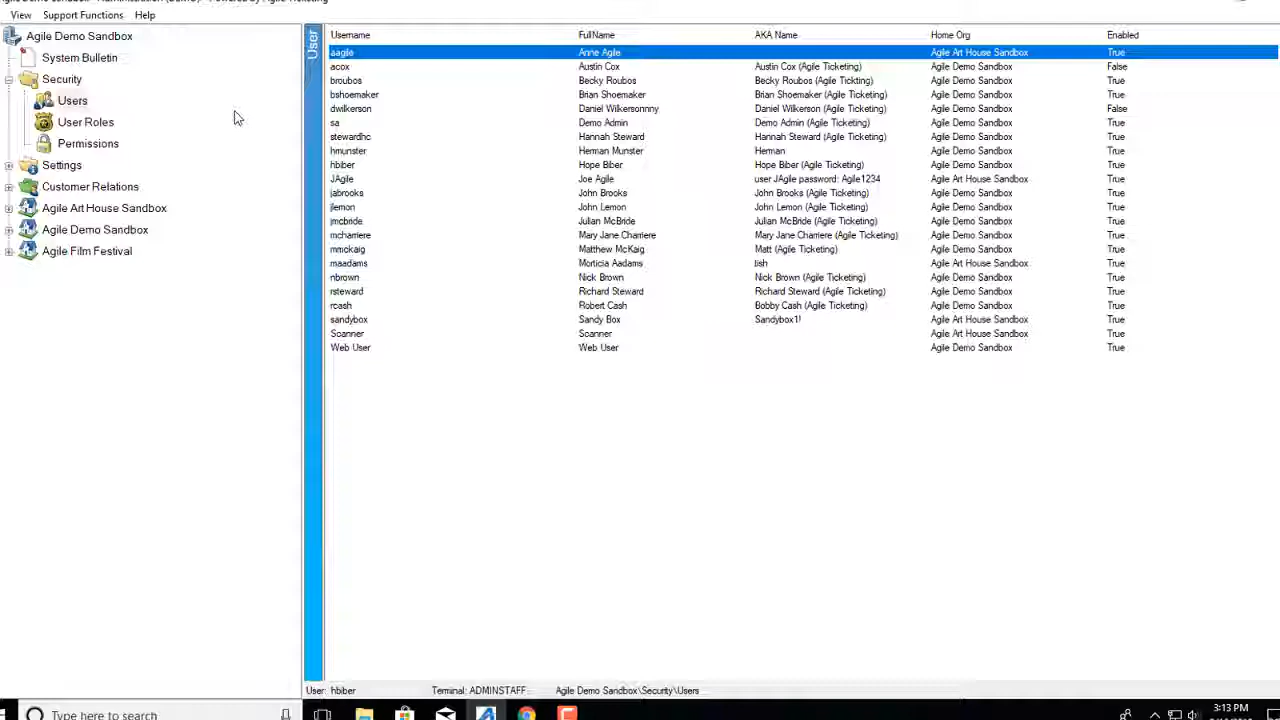 View Support Functions Help
Agile Demo Sandbox
System Bulletin
Security
Users
User Roles
Permissions
Settings
Customer Relations
Agile Art House Sandbox
Agile Demo Sandbox
Agile Film Festival
User
Username FullName AKA Name Home Org Enabled
aagile Anne Agile Agile Art House Sandbox True
acox Austin Cox Austin Cox (Agile Ticketing) Agile Demo Sandbox False
broubos Becky Roubos Becky Roubos (Agile Tickting) Agile Demo Sandbox True
bshoemaker Brian Shoemaker Brian Shoemaker (Agile Ticketing) Agile Demo Sandbox True
dwilkerson Daniel Wilkersonnny Daniel Wilkerson (Agile Ticketing) Agile Demo Sandbox False
sa Demo Admin Demo Admin (Agile Ticketing) Agile Demo Sandbox True
stewardhc Hannah Steward Hannah Steward (Agile Ticketing) Agile Demo Sandbox True
hmunster Herman Munster Herman Agile Demo Sandbox True
hbiber Hope Biber Hope Biber (Agile Ticketing) Agile Demo Sandbox True
JAgile Joe Agile user JAgile password: Agile1234 Agile Art House Sandbox True
jabrooks John Brooks John Brooks (Agile Ticketing) Agile Demo Sandbox True
jlemon John Lemon John Lemon (Agile Ticketing) Agile Demo Sandbox True
jmcbride Julian McBride Julian McBride (Agile Ticketing) Agile Demo Sandbox True
mcharriere Mary Jane Charriere Mary Jane Charriere (Agile Ticketing) Agile Demo Sandbox True
mmckaig Matthew McKaig Matt (Agile Ticketing) Agile Demo Sandbox True
maadams Morticia Aadams tish Agile Art House Sandbox True
nbrown Nick Brown Nick Brown (Agile Ticketing) Agile Demo Sandbox True
rsteward Richard Steward Richard Steward (Agile Ticketing) Agile Demo Sandbox True
rcash Robert Cash Bobby Cash (Agile Ticketing) Agile Demo Sandbox True
sandybox Sandy Box Sandybox1! Agile Art House Sandbox True
Scanner Scanner Agile Art House Sandbox True
Web User Web User Agile Demo Sandbox True
User: hbiber Terminal: ADMINSTAFF... Agile Demo Sandbox\Security\Users
Type here to search
3:13 PM